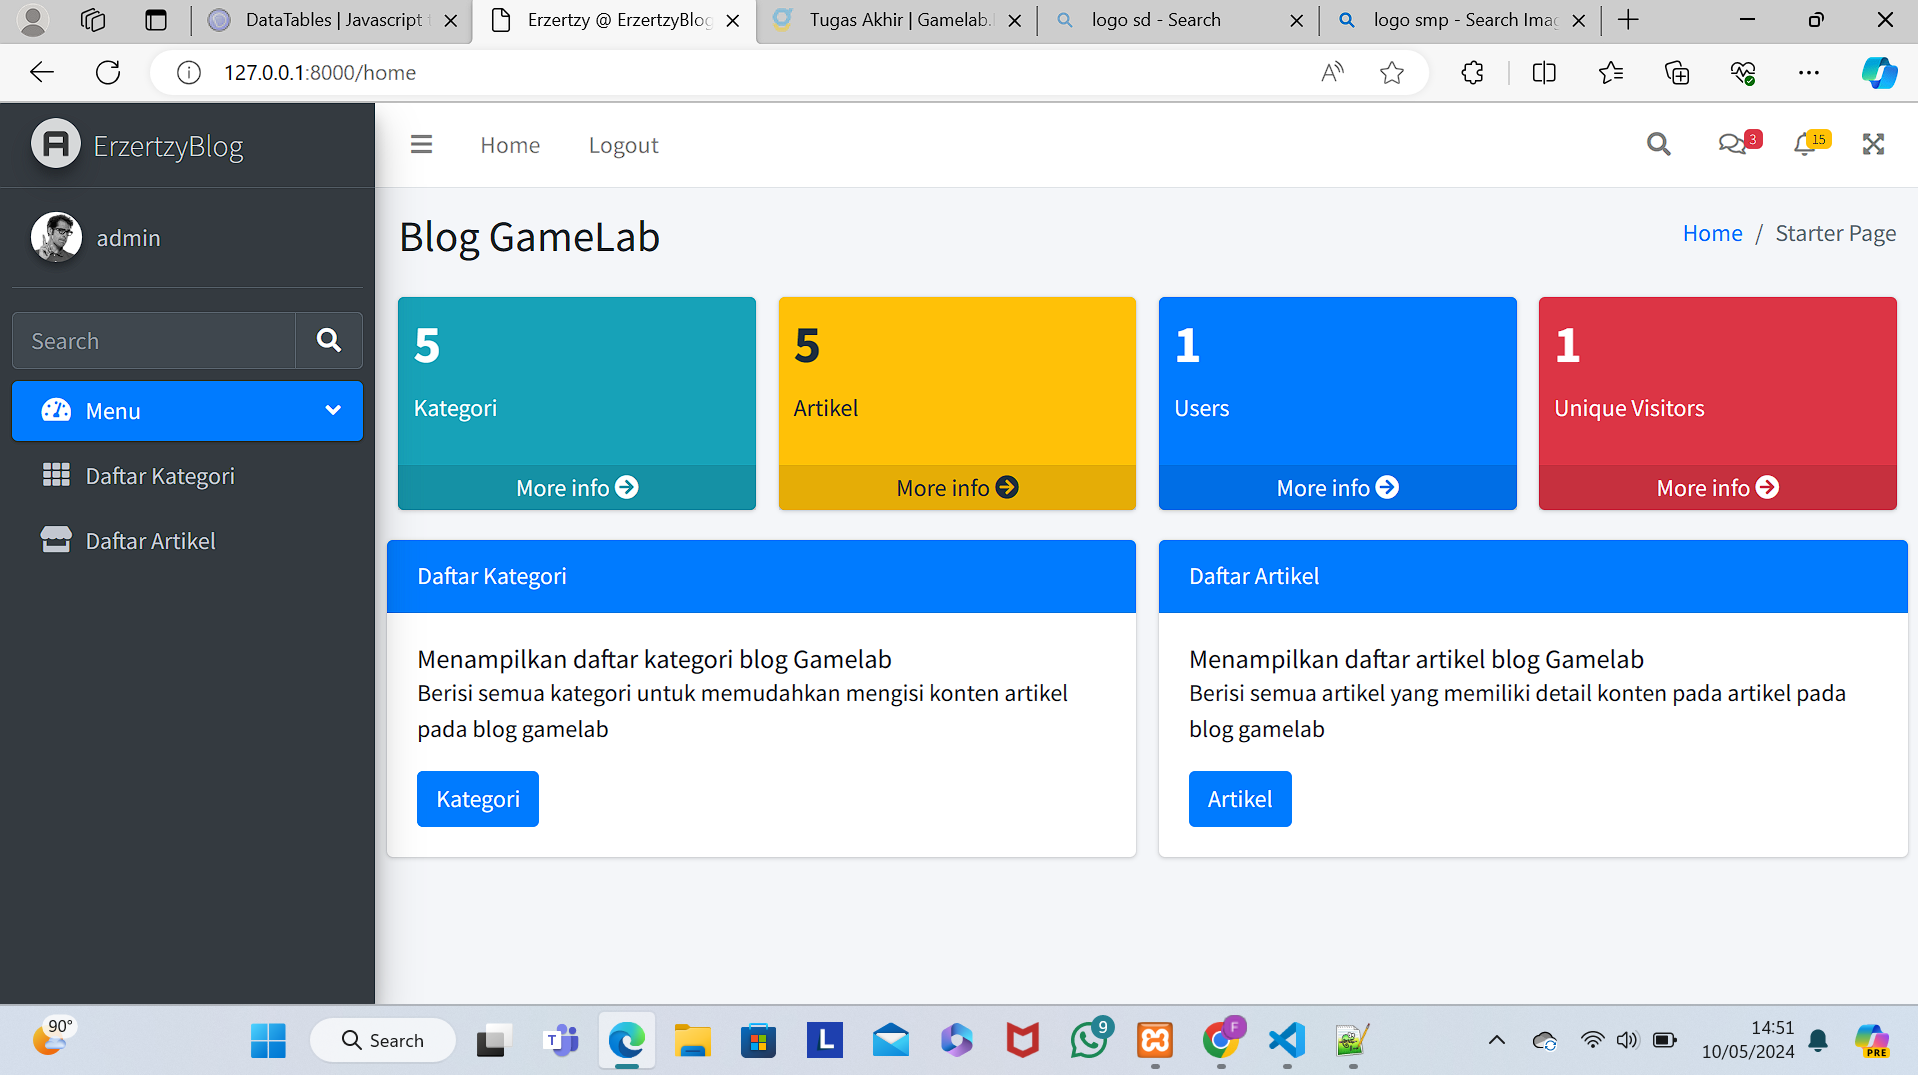 DataTables | Javascript
Erzertzy @ ErzertzyBlog
Tugas Akhir | Gamelab.
logo sd - Search
logo smp - Search Imag
127.0.0.1:8000/home
ErzertzyBlog
Home
Logout
3
15
admin
Search
Menu
Daftar Kategori
Daftar Artikel
Blog GameLab
Home / Starter Page
5
Kategori
More info
5
Artikel
More info
1
Users
More info
1
Unique Visitors
More info
Daftar Kategori
Menampilkan daftar kategori blog Gamelab
Berisi semua kategori untuk memudahkan mengisi konten artikel
pada blog gamelab
Kategori
Daftar Artikel
Menampilkan daftar artikel blog Gamelab
Berisi semua artikel yang memiliki detail konten pada artikel pada
blog gamelab
Artikel
90°
Search
T
L
9
F
14:51
10/05/2024
PRE